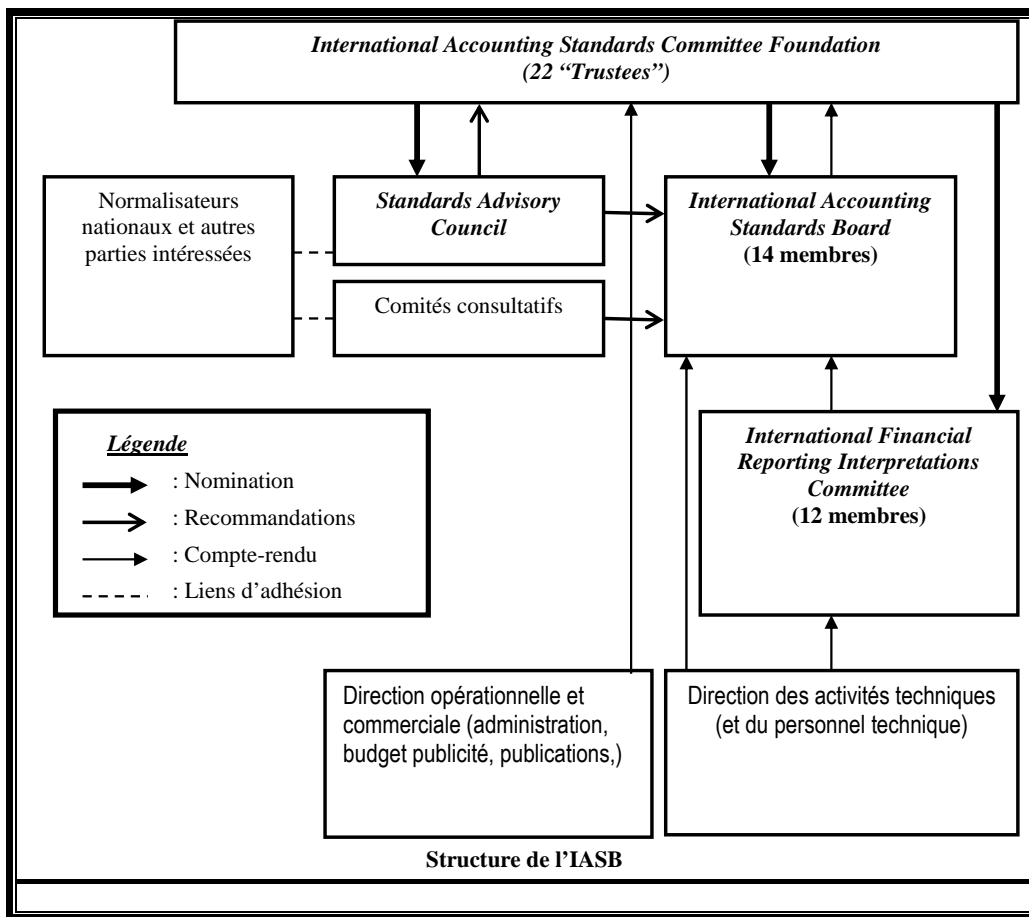 International Accounting Standards Committee Foundation
(22 “Trustees”)
Normalisateurs
nationaux et autres
parties intéressées
Standards Advisory
Council
International Accounting
Standards Board
(14 membres)
Comités consultatifs
Légende
: Nomination
: Recommandations
: Compte-rendu
: Liens d’adhésion
International Financial
Reporting Interpretations
Committee
(12 membres)
Direction opérationnelle et
commerciale (administration,
budget publicité, publications,)
Direction des activités techniques
(et du personnel technique)
Structure de l’IASB